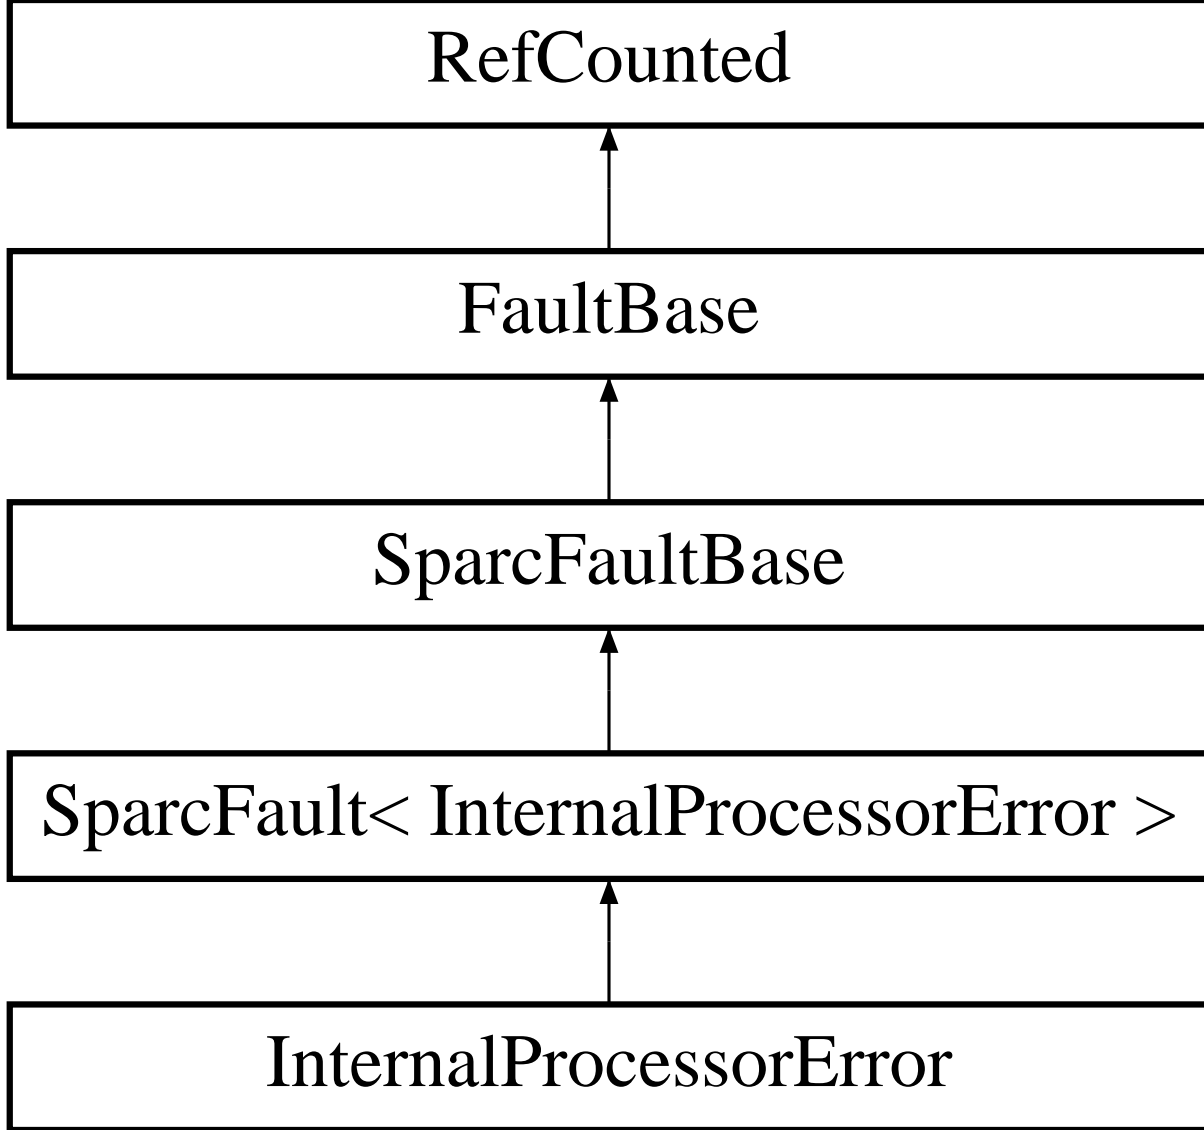 RefCounted
FaultBase
SparcFaultBase
SparcFault< InternalProcessorError >
InternalProcessorError